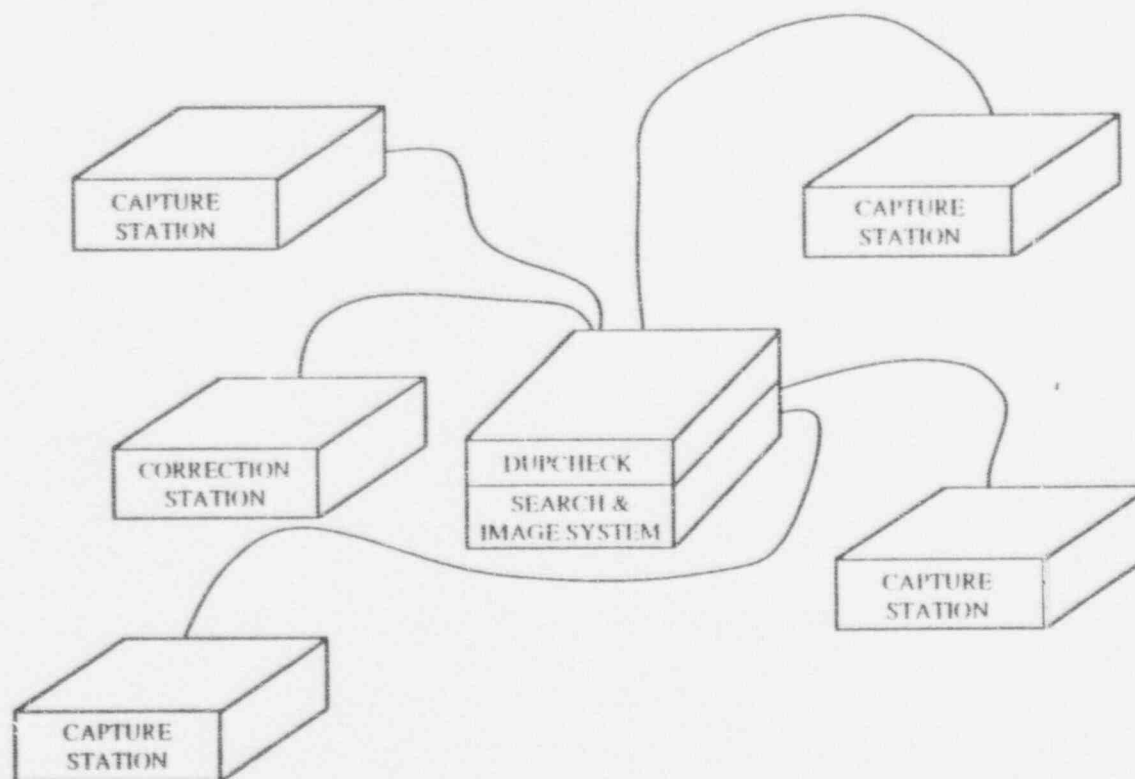 CAPTURE
STATION
CAPTURE
STATION
CORRECTION
STATION
DUPCHECK
SEARCH &
IMAGE SYSTEM
CAPTURE
STATION
CAPTURE
STATION